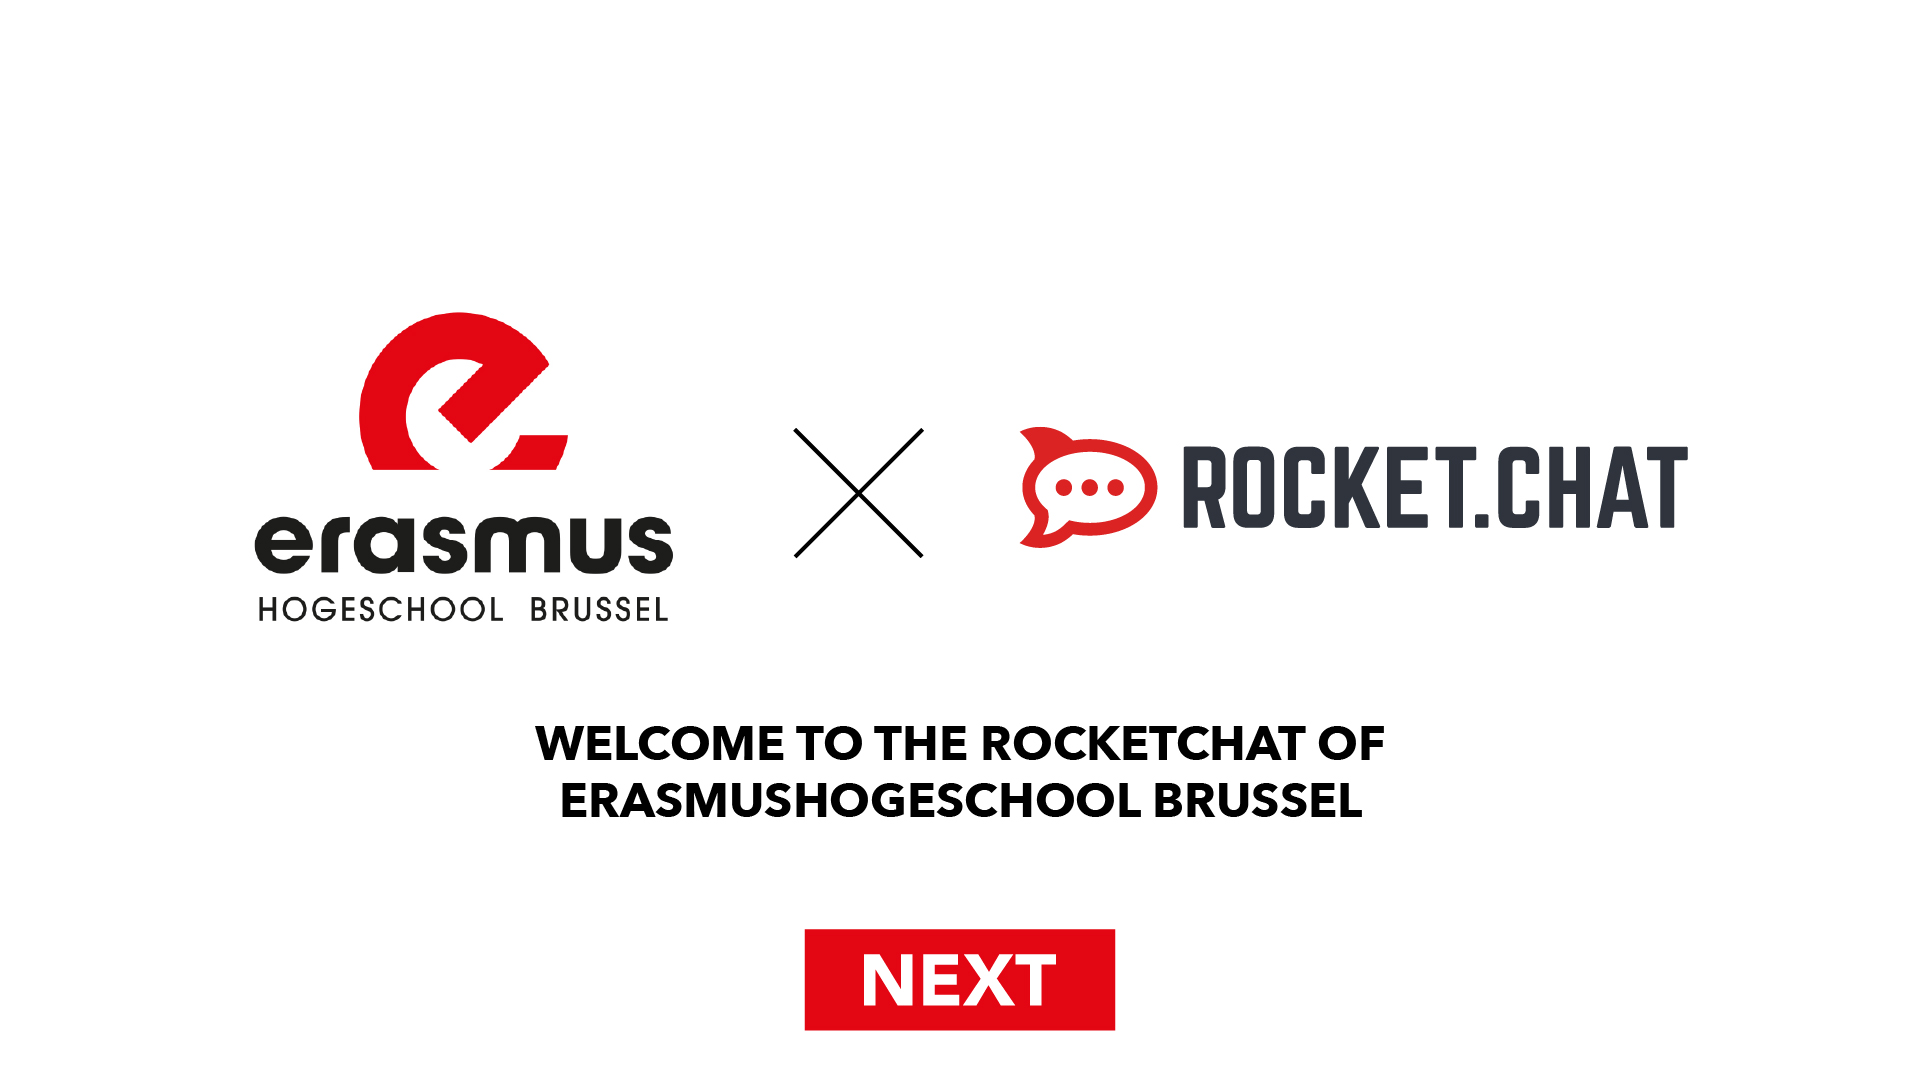 erasmus
HOGESCHOOL BRUSSEL
ROCKET.CHAT
WELCOME TO THE ROCKETCHAT OF
ERASMUSHOGESCHOOL BRUSSEL
NEXT